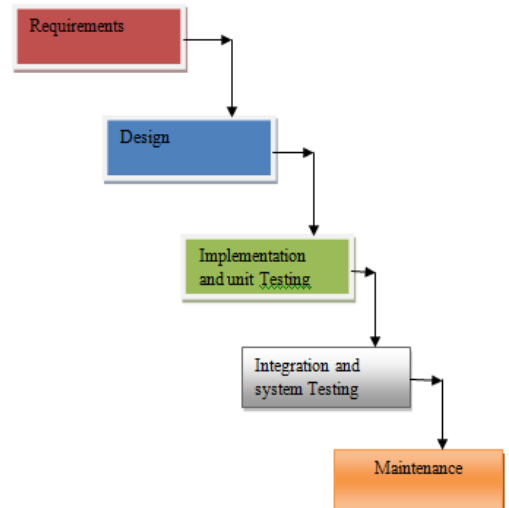 Requirements
Design
Implementation
and unit Testing
Integration and
system Testing
Maintenance